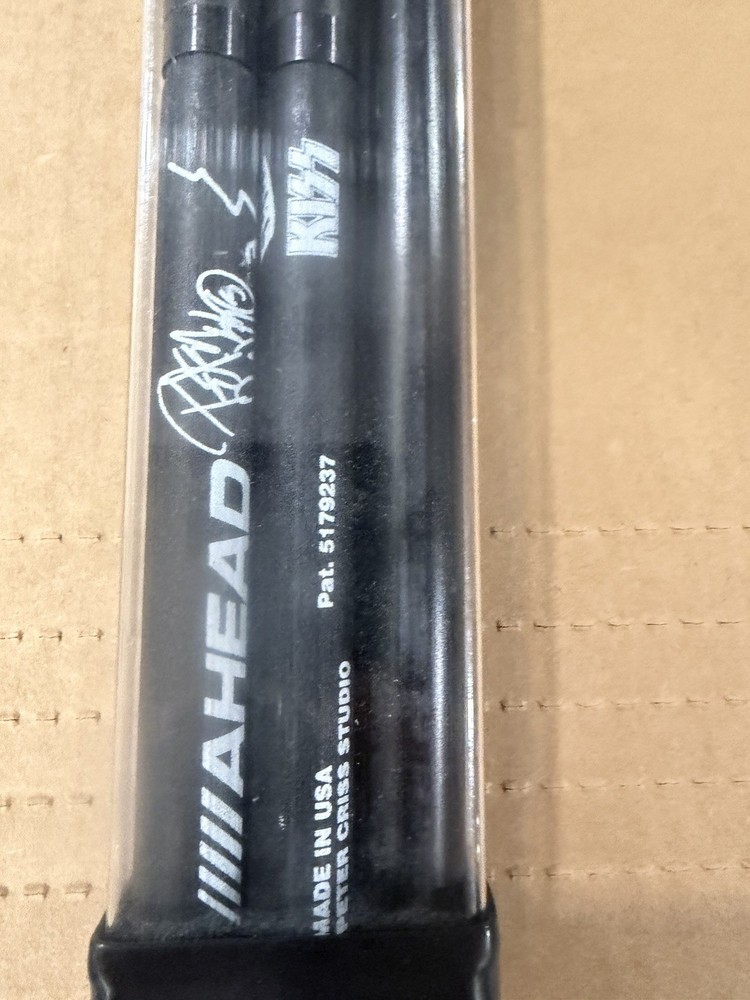 AHEAD
KISS
Pat. 5179237
MADE IN USA
PETER CRISS STUDIO